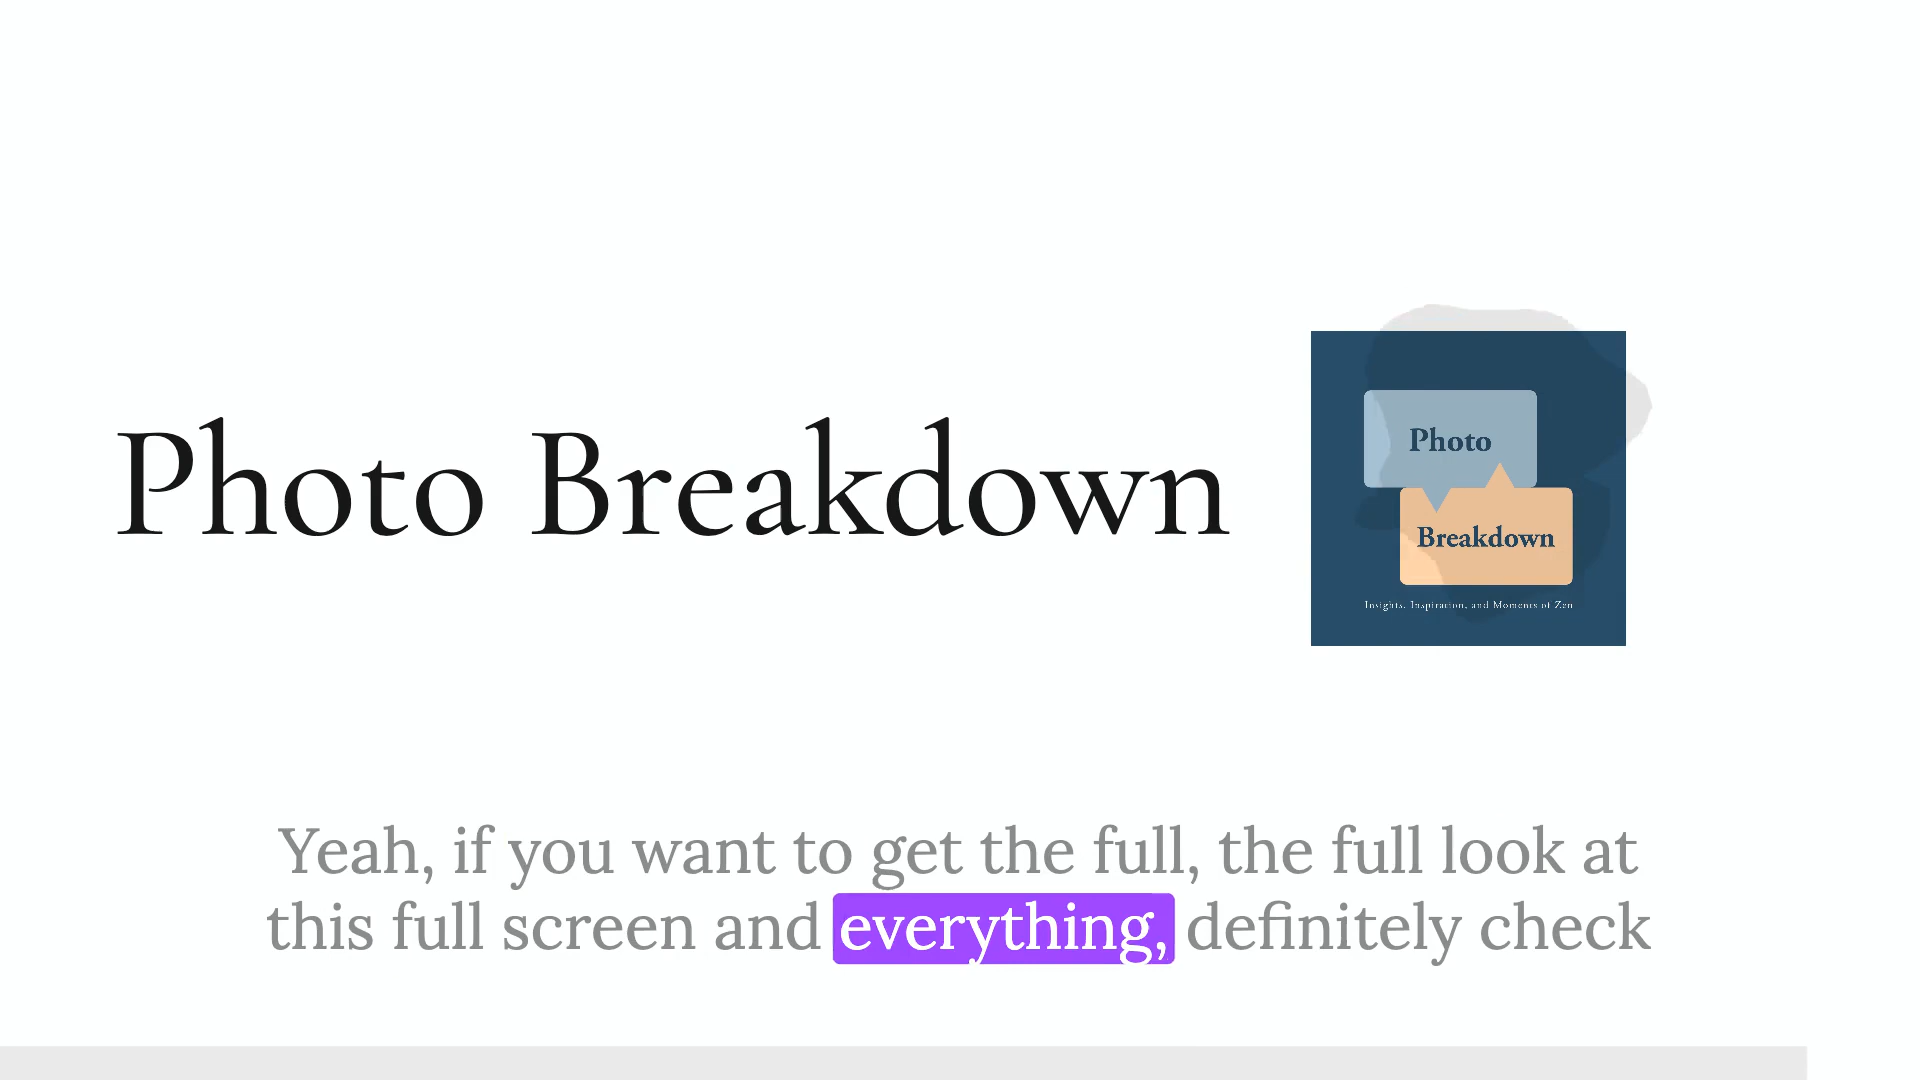 Photo Breakdown
Photo
Breakdown
Insights, Inspiration, and Moments of Zen
Yeah, if you want to get the full, the full look at
this full screen and everything, definitely check